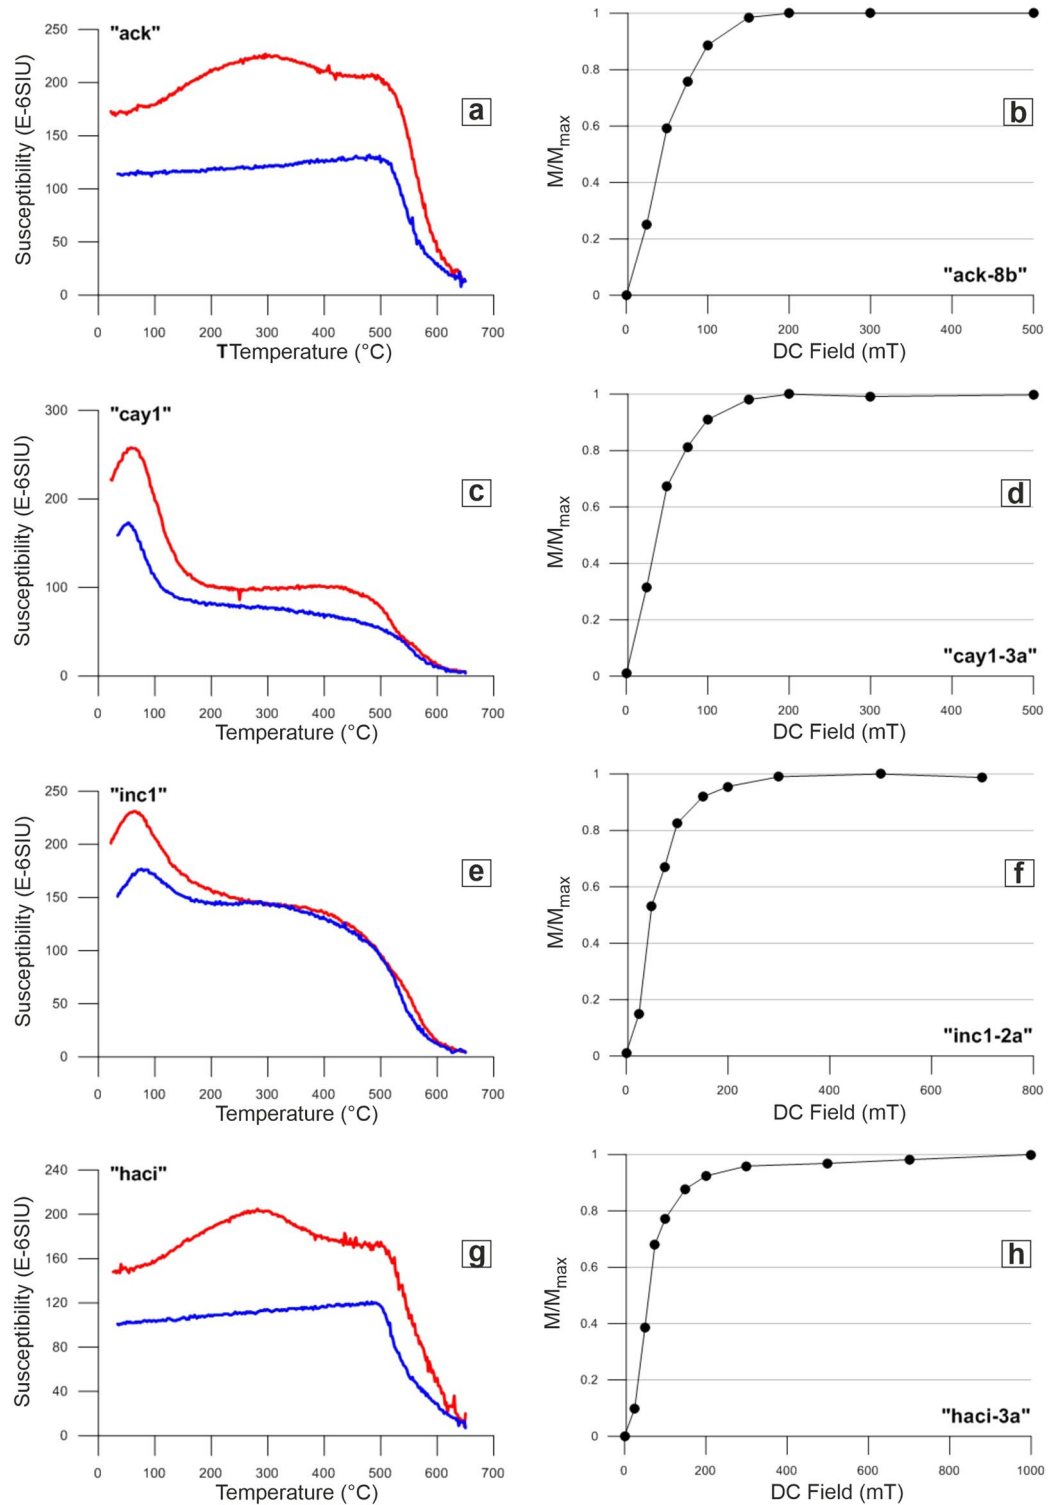 "ack"
a
Susceptibility (E-6SIU)
250
200
150
100
50
0
0 100 200 300 400 500 600 700
TTemperature (°C)
b
M/Mmax
1
0.8
0.6
0.4
0.2
0
"ack-8b"
0 100 200 300 400 500
DC Field (mT)
"cay1"
c
Susceptibility (E-6SIU)
300
200
100
0
0 100 200 300 400 500 600 700
Temperature (°C)
d
M/Mmax
1
0.8
0.6
0.4
0.2
0
"cay1-3a"
0 100 200 300 400 500
DC Field (mT)
"inc1"
e
Susceptibility (E-6SIU)
250
200
150
100
50
0
0 100 200 300 400 500 600 700
Temperature (°C)
f
M/Mmax
1
0.8
0.6
0.4
0.2
0
"inc1-2a"
0 200 400 600 800
DC Field (mT)
"haci"
g
Susceptibility (E-6SIU)
240
200
160
120
80
40
0
0 100 200 300 400 500 600 700
Temperature (°C)
h
M/Mmax
1
0.8
0.6
0.4
0.2
0
"haci-3a"
0 200 400 600 800 1000
DC Field (mT)